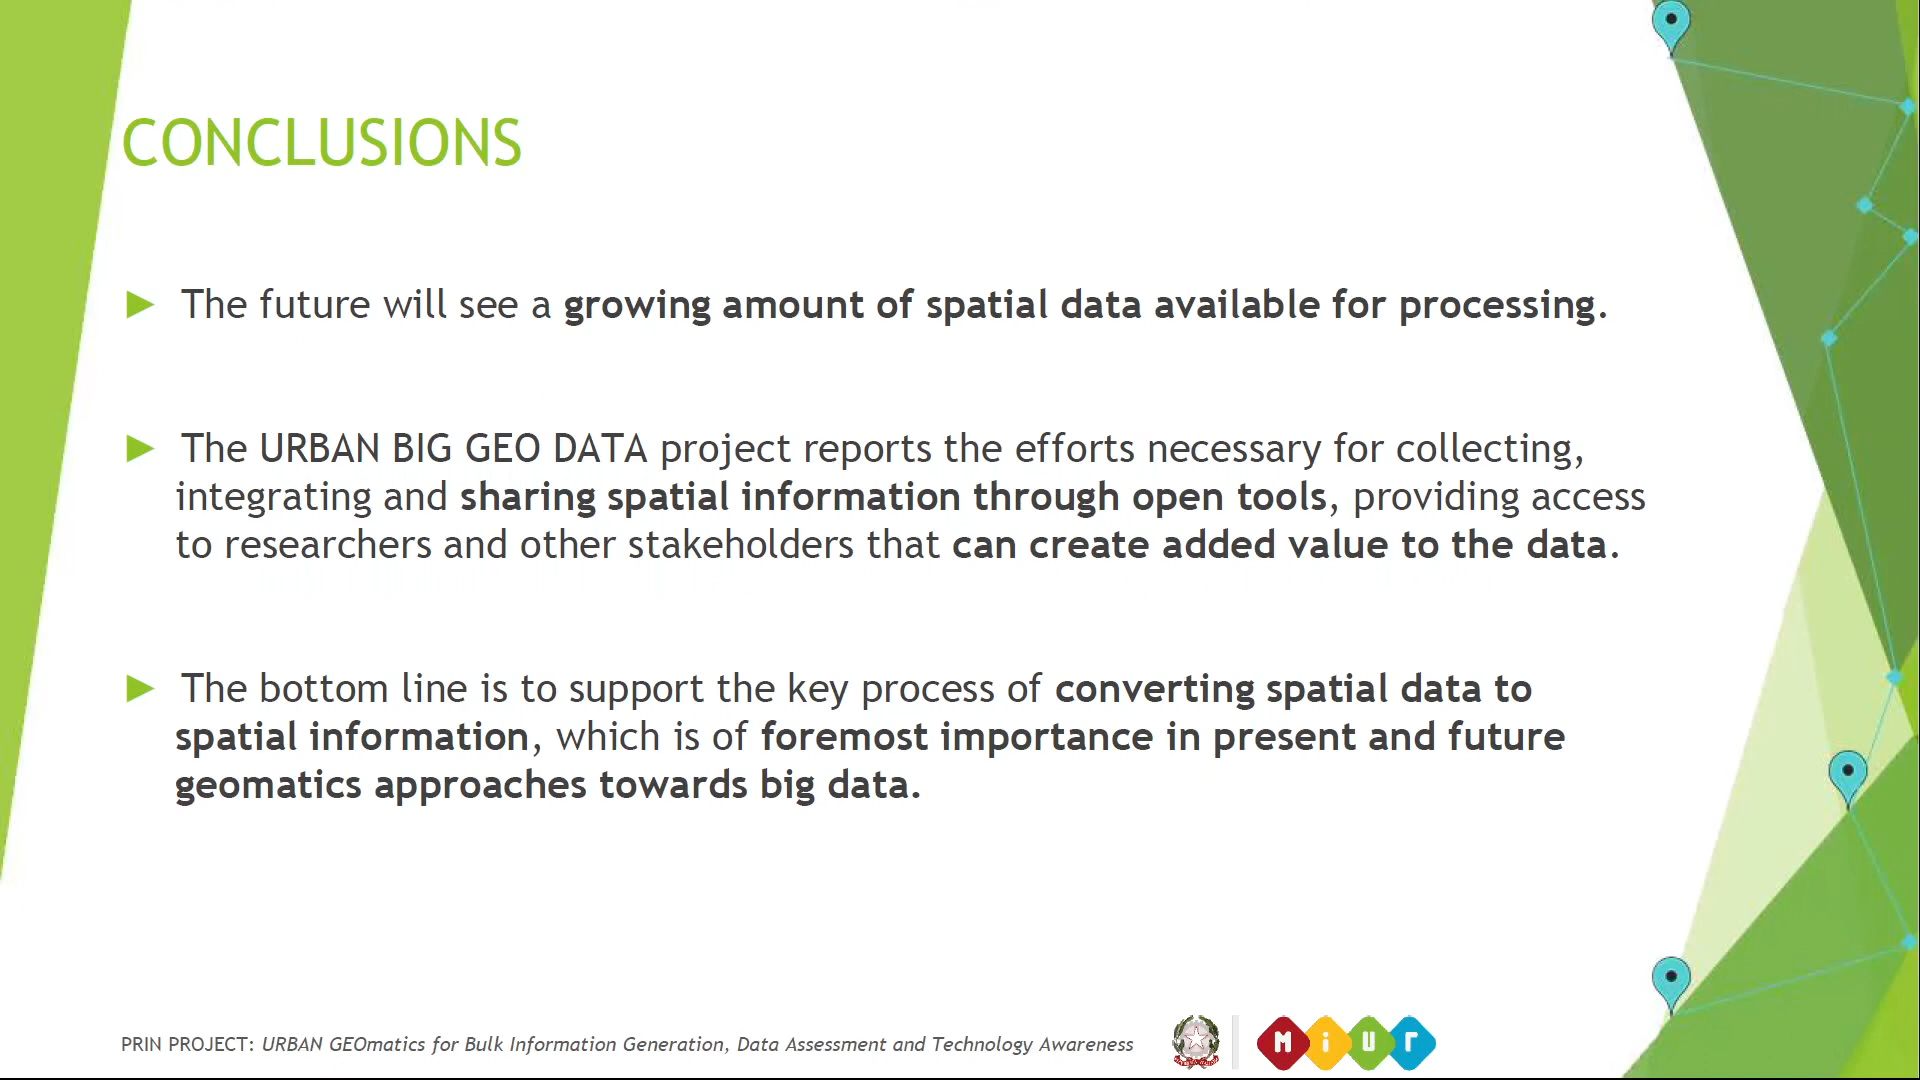 CONCLUSIONS
► The future will see a growing amount of spatial data available for processing.
► The URBAN BIG GEO DATA project reports the efforts necessary for collecting,
integrating and sharing spatial information through open tools, providing access
to researchers and other stakeholders that can create added value to the data.
► The bottom line is to support the key process of converting spatial data to
spatial information, which is of foremost importance in present and future
geomatics approaches towards big data.
PRIN PROJECT: URBAN GEOmatics for Bulk Information Generation, Data Assessment and Technology Awareness
M i U r